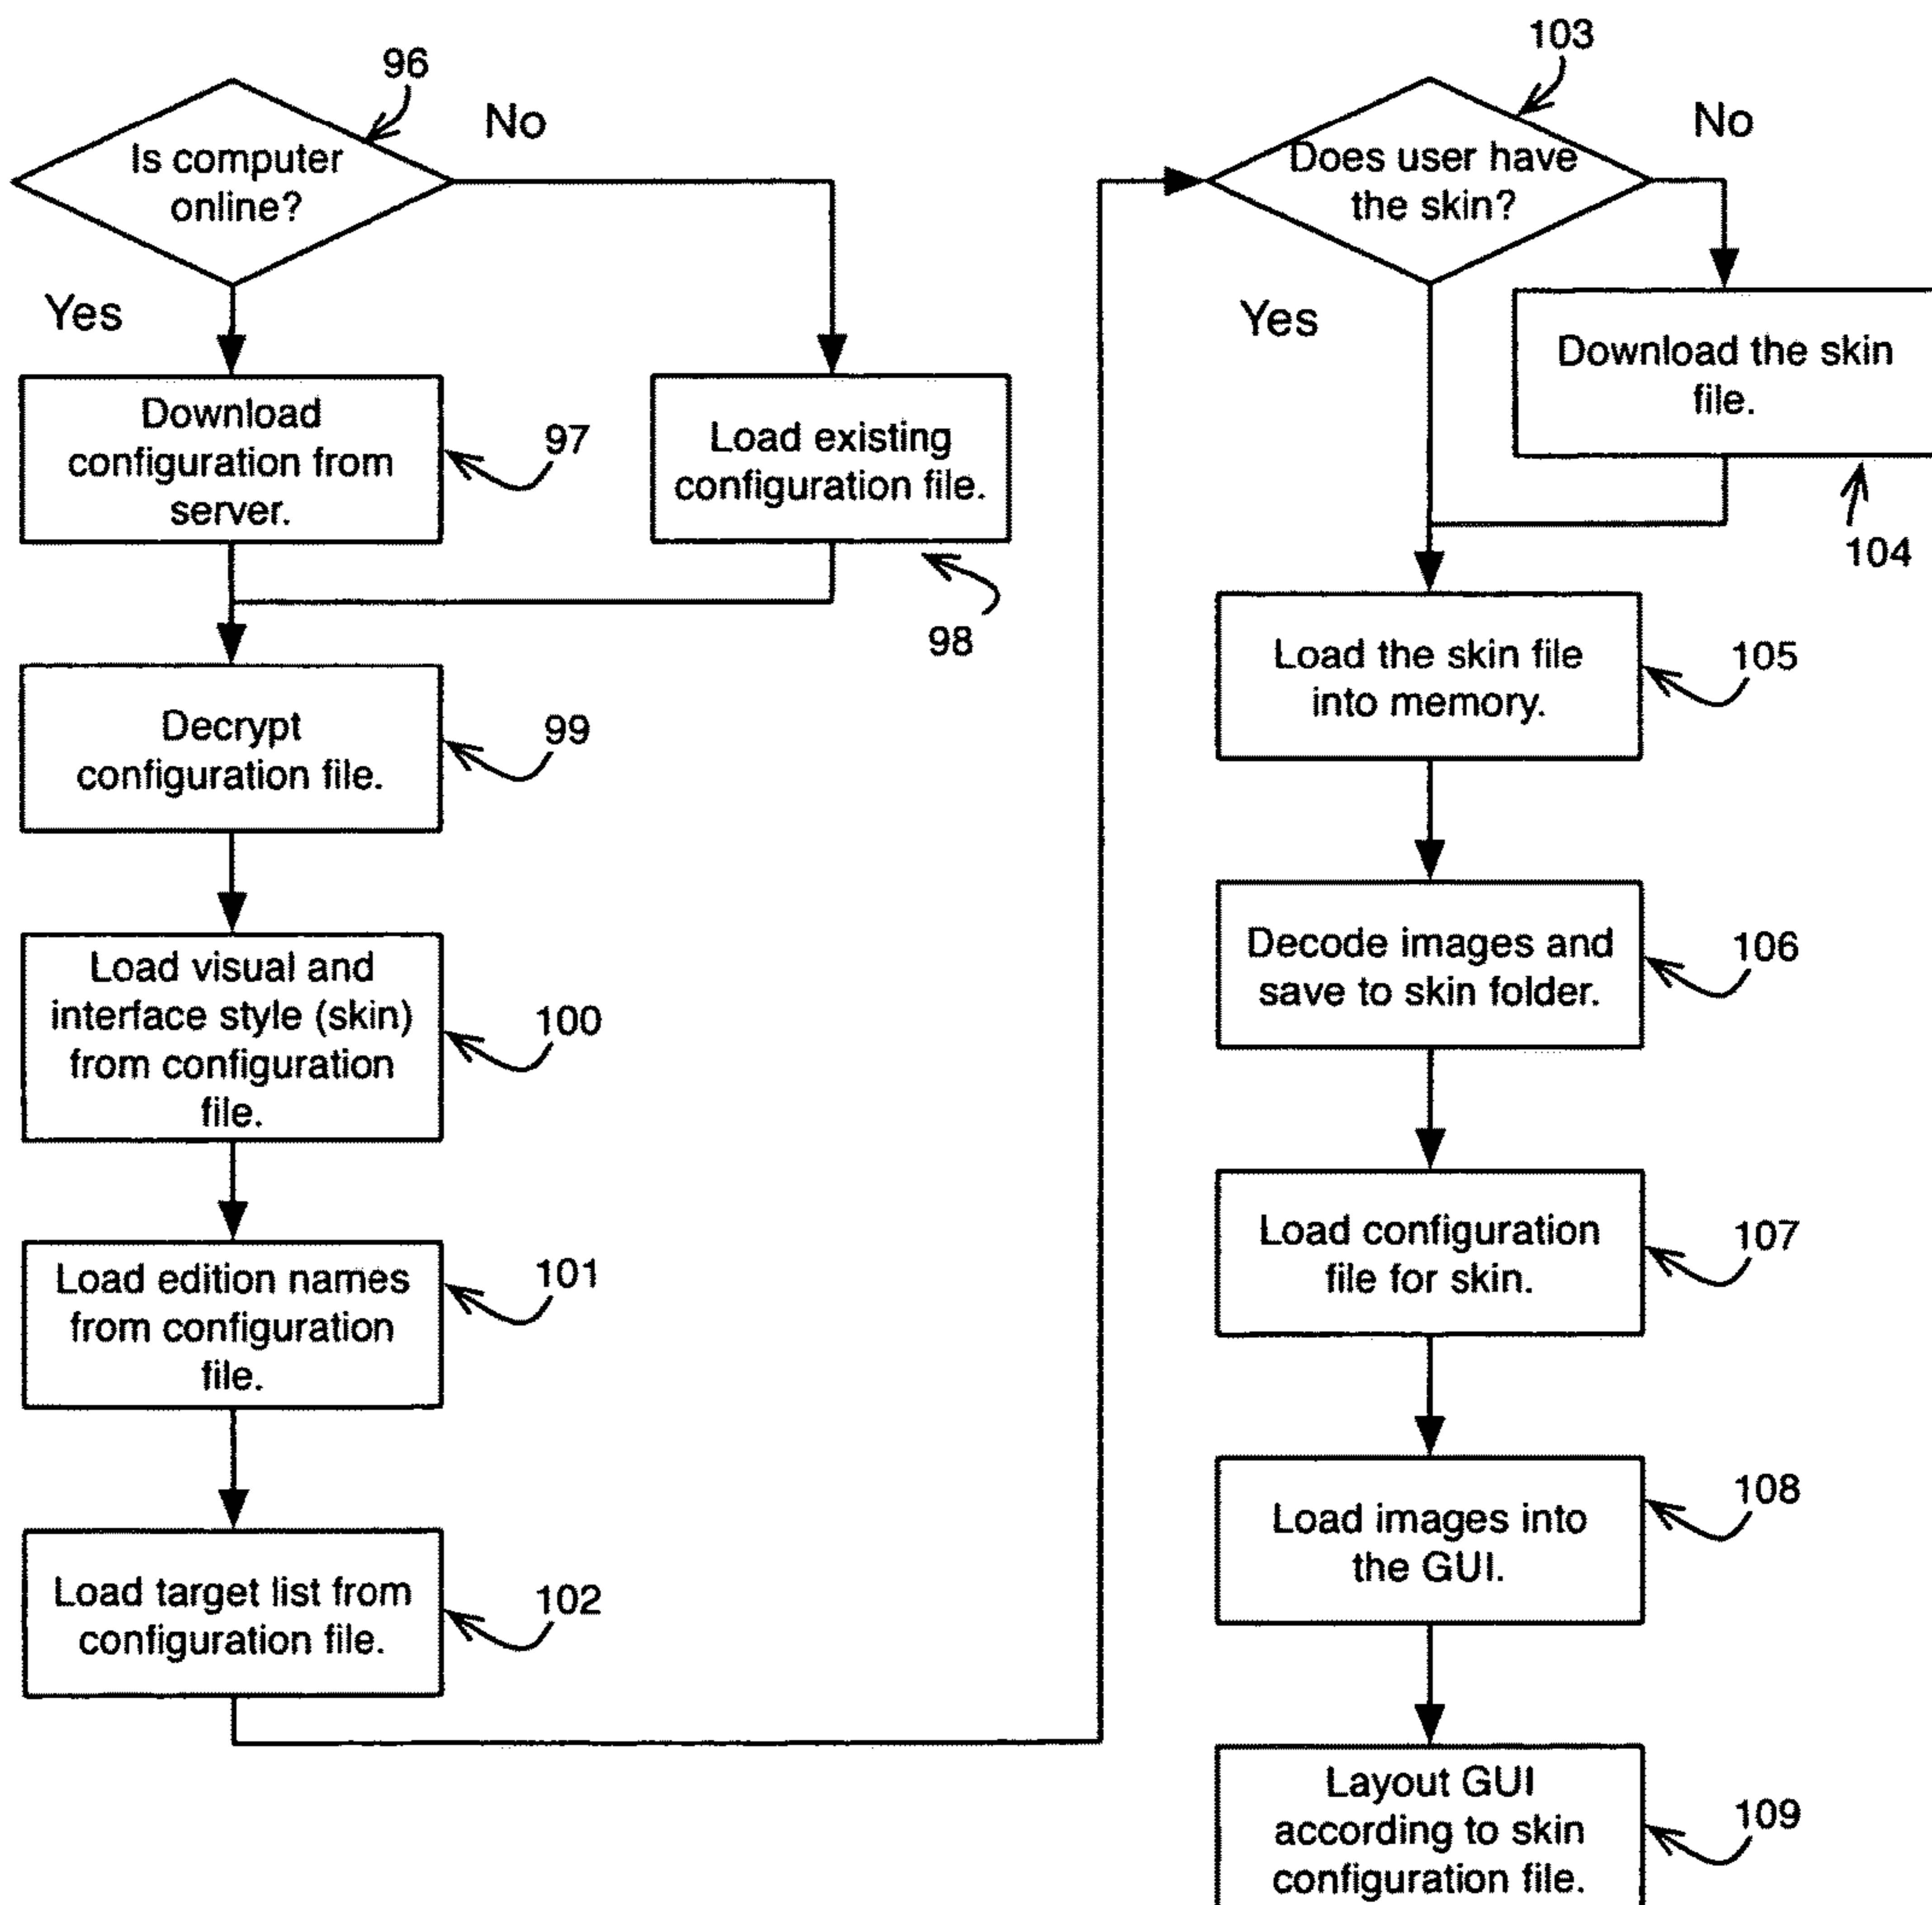 96
Is computer
online?
No
Yes
Download
configuration from
server.
97
Load existing
configuration file.
98
Decrypt
configuration file.
99
Load visual and
interface style (skin)
from configuration
file.
100
Load edition names
from configuration
file.
101
Load target list from
configuration file.
102
103
Does user have
the skin?
No
Yes
Download the skin
file.
104
Load the skin file
into memory.
105
Decode images and
save to skin folder.
106
Load configuration
file for skin.
107
Load images into
the GUI.
108
Layout GUI
according to skin
configuration file.
109